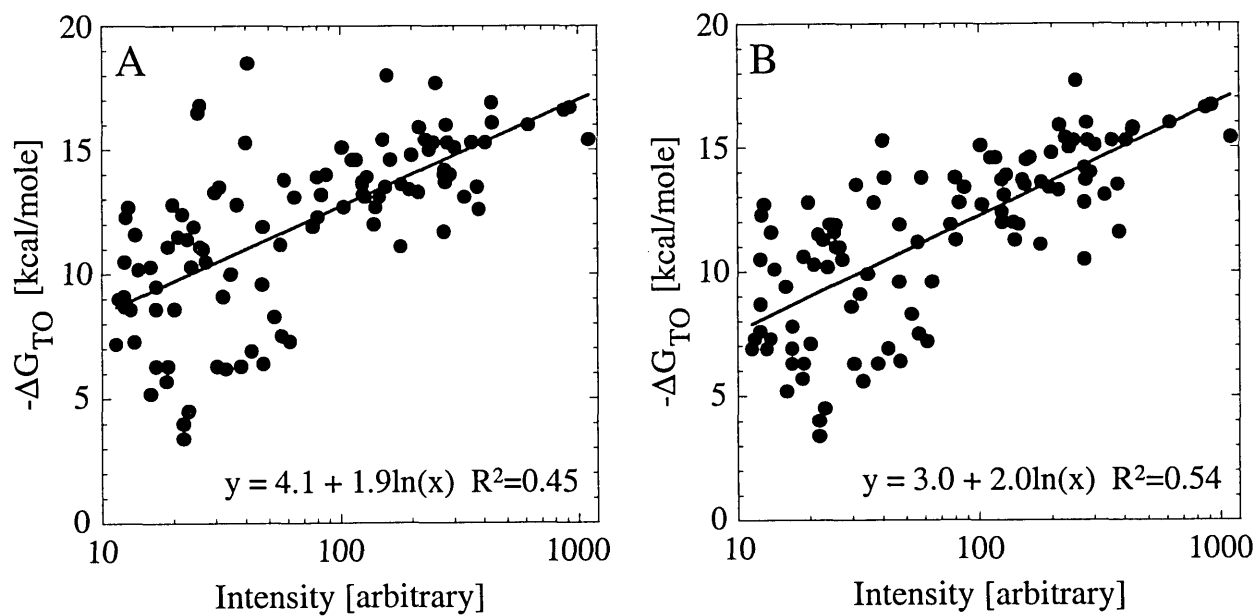 A
20
15
10
5
0
-ΔG_TO [kcal/mole]
y = 4.1 + 1.9ln(x) R²=0.45
10 100 1000
Intensity [arbitrary]
B
20
15
10
5
0
-ΔG_TO [kcal/mole]
y = 3.0 + 2.0ln(x) R²=0.54
10 100 1000
Intensity [arbitrary]